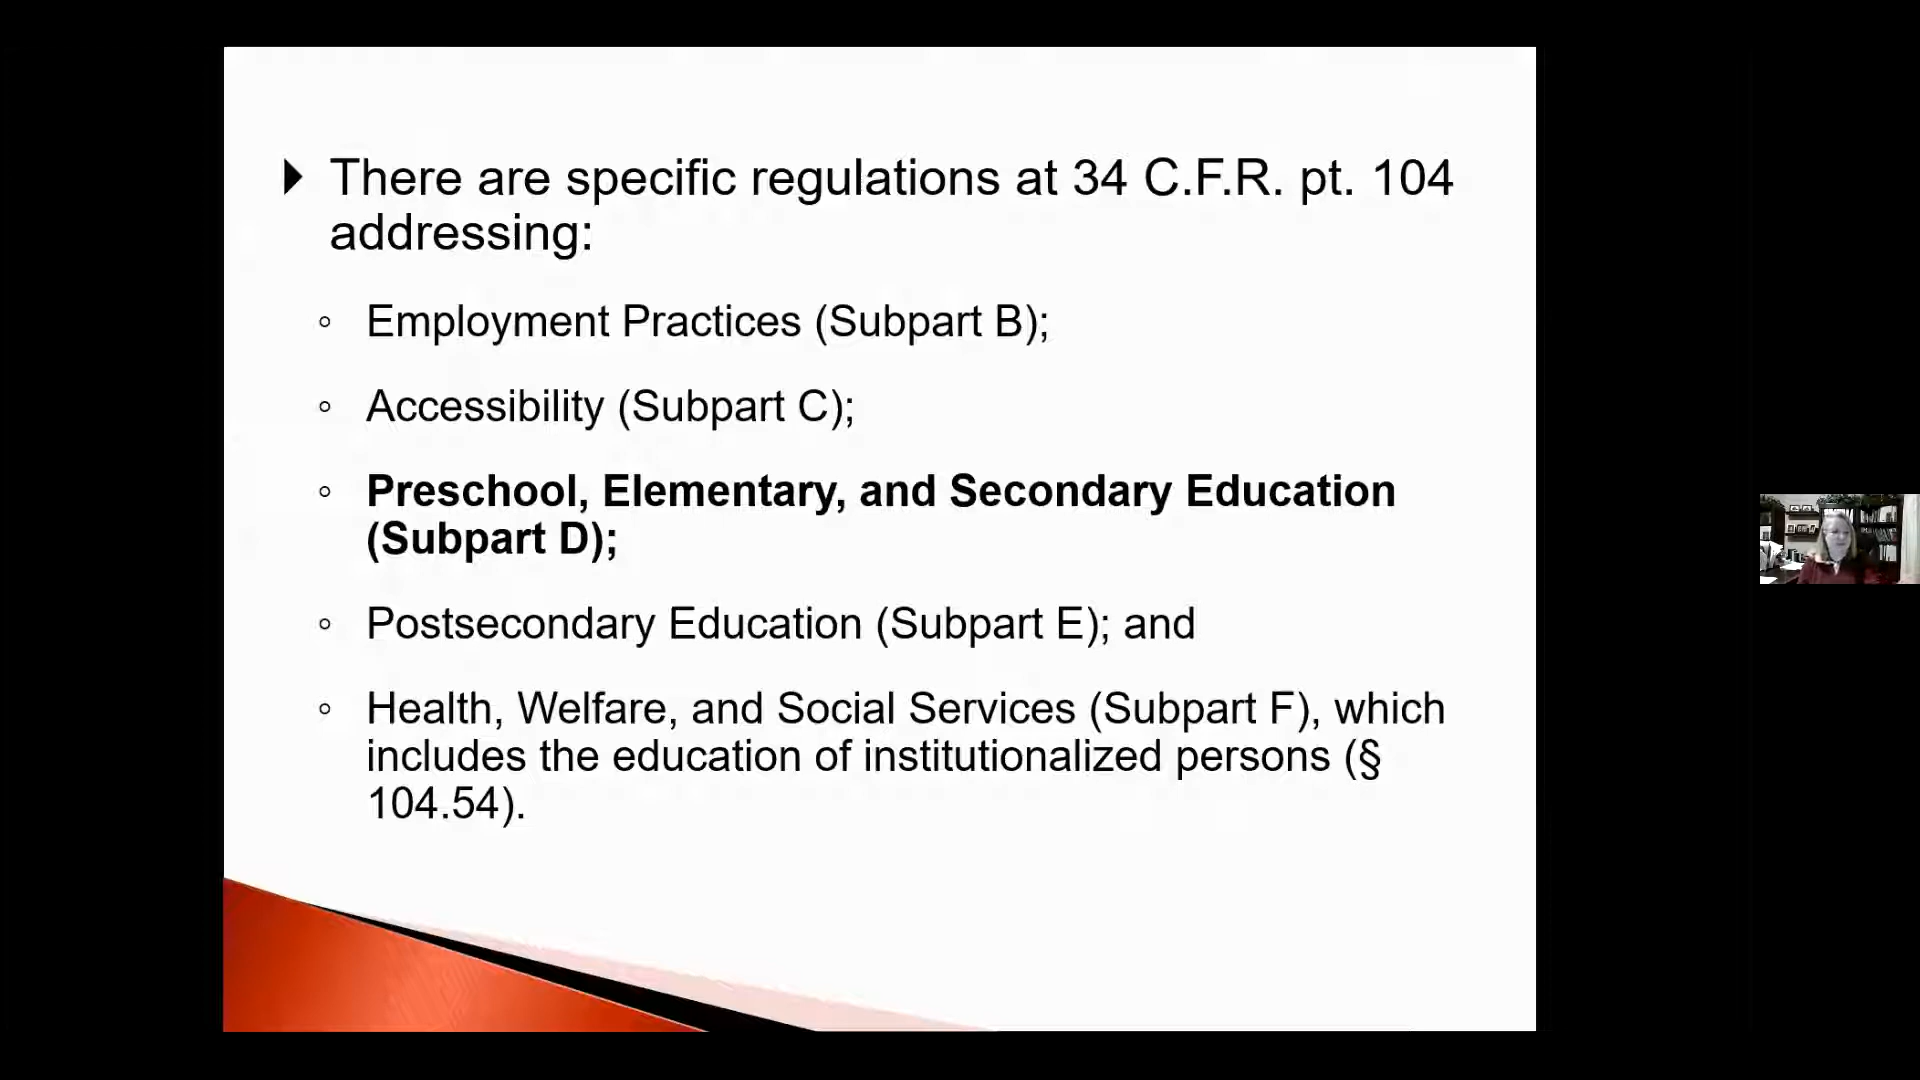 There are specific regulations at 34 C.F.R. pt. 104
addressing:
Employment Practices (Subpart B);
Accessibility (Subpart C);
Preschool, Elementary, and Secondary Education
(Subpart D);
Postsecondary Education (Subpart E); and
Health, Welfare, and Social Services (Subpart F), which
includes the education of institutionalized persons (§
104.54).